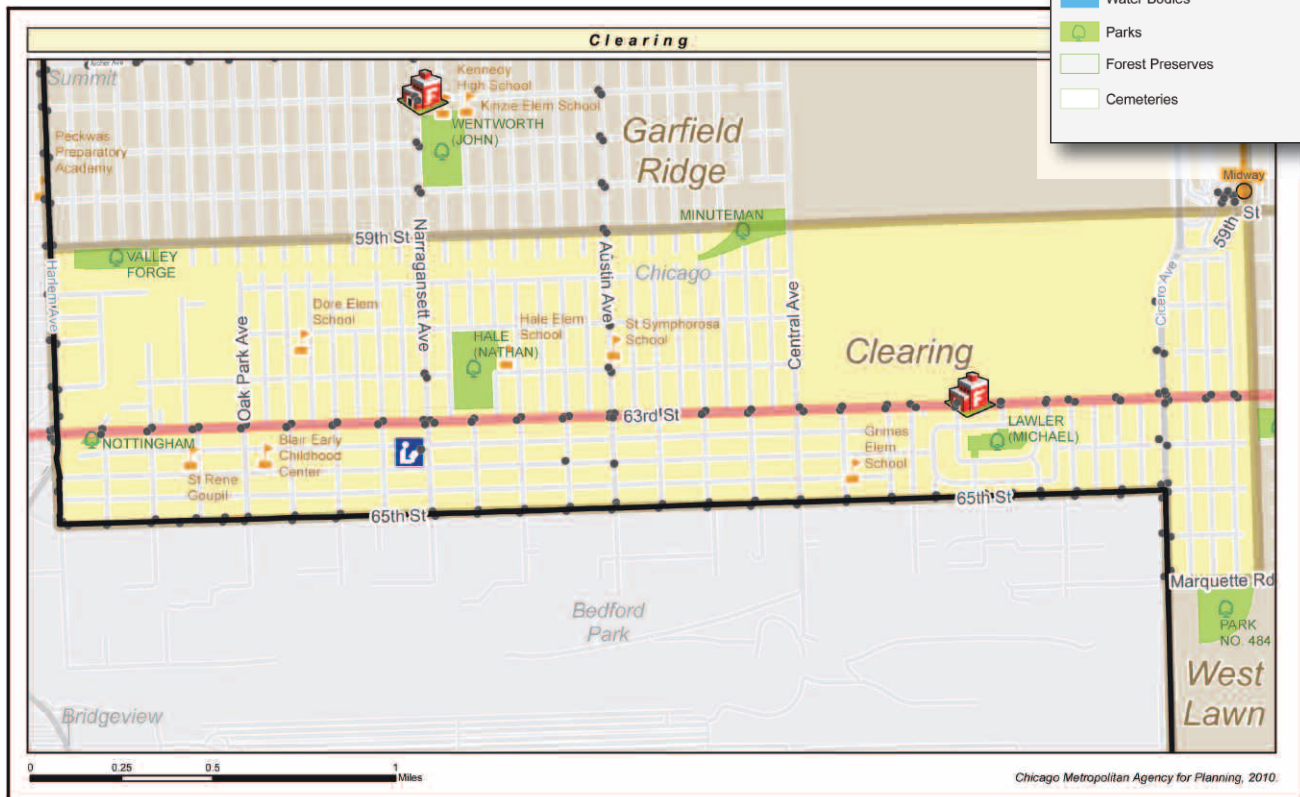 Water Bodies
Parks
Forest Preserves
Cemeteries
Clearing
Archer Ave
Summit
Kennedy
High School
Kinzie Elem School
WENTWORTH
(JOHN)
Garfield
Ridge
Peckwas
Preparatory
Academy
Midway
MINUTEMAN
59th St
59th St
Narragansett Ave
Austin Ave
VALLEY
FORGE
Harlem Ave
Chicago
Cicero Ave
Central Ave
Dore Elem
School
Oak Park Ave
HALE
(NATHAN)
Hale Elem
School
St Symphorosa
School
Clearing
63rd St
NOTTINGHAM
Blair Early
Childhood
Center
St Rene
Goupil
Grimes
Elem
School
LAWLER
(MICHAEL)
65th St
65th St
Marquette Rd
Bedford
Park
PARK
NO. 484
West
Lawn
Bridgeview
0 0.25 0.5 1
Miles
Chicago Metropolitan Agency for Planning, 2010.